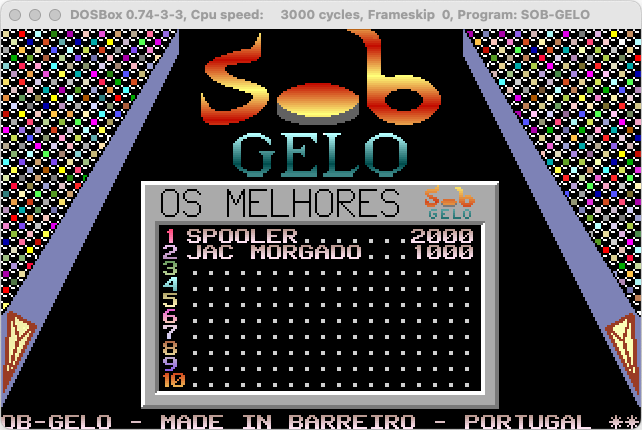 DOSBox 0.74-3-3, Cpu speed: 3000 cycles, Frameskip 0, Program: SOB-GELO
Sob
GELO
OS MELHORES Sob GELO
1 SPOOLER.......2000
2 JAC MORGADO...1000
3 ..................
4 ..................
5 ..................
6 ..................
7 ..................
8 ..................
9 ..................
10 ..................
OB-GELO - MADE IN BARREIRO - PORTUGAL **